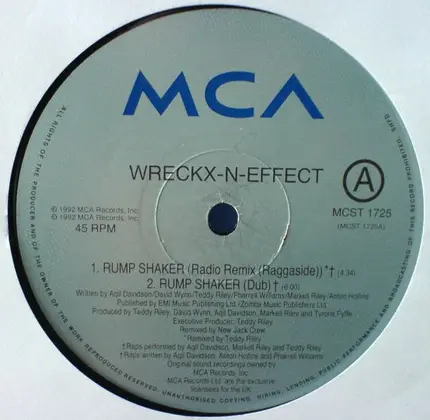 MCA
WRECKX-N-EFFECT
A
℗ 1992 MCA Records, Inc.
© 1992 MCA Records, Inc.
45 RPM
MCST 1725
(MCST 1725A)
1. RUMP SHAKER (Radio Remix (Raggaside)) *† (4.34)
2. RUMP SHAKER (Dub) † (6.00)
Written by Aqil Davidson/David Wynn/Teddy Riley/Pharrell Williams/Markell Riley/Anton Hollins
Published by EMI Music Publishing Ltd./Zomba Music Publishers Ltd.
Produced by Teddy Riley, David Wynn, Aqil Davidson, Markell Riley and Tyrone Fyffe
Executive Producer: Teddy Riley
Remixed by New Jack Crew
*Remixed by Teddy Riley
†Raps performed by Aqil Davidson, Markell Riley and Teddy Riley
†Raps written by Aqil Davidson, Anton Hollins and Pharrell Williams
Original sound recordings owned by
MCA Records, Inc.
MCA Records Ltd. are the exclusive
licensees for the UK
ALL RIGHTS OF THE PRODUCER AND OF THE OWNER OF THE WORK REPRODUCED RESERVED. UNAUTHORISED COPYING, HIRING, LENDING, PUBLIC PERFORMANCE AND BROADCASTING OF THIS RECORD PROHIBITED.